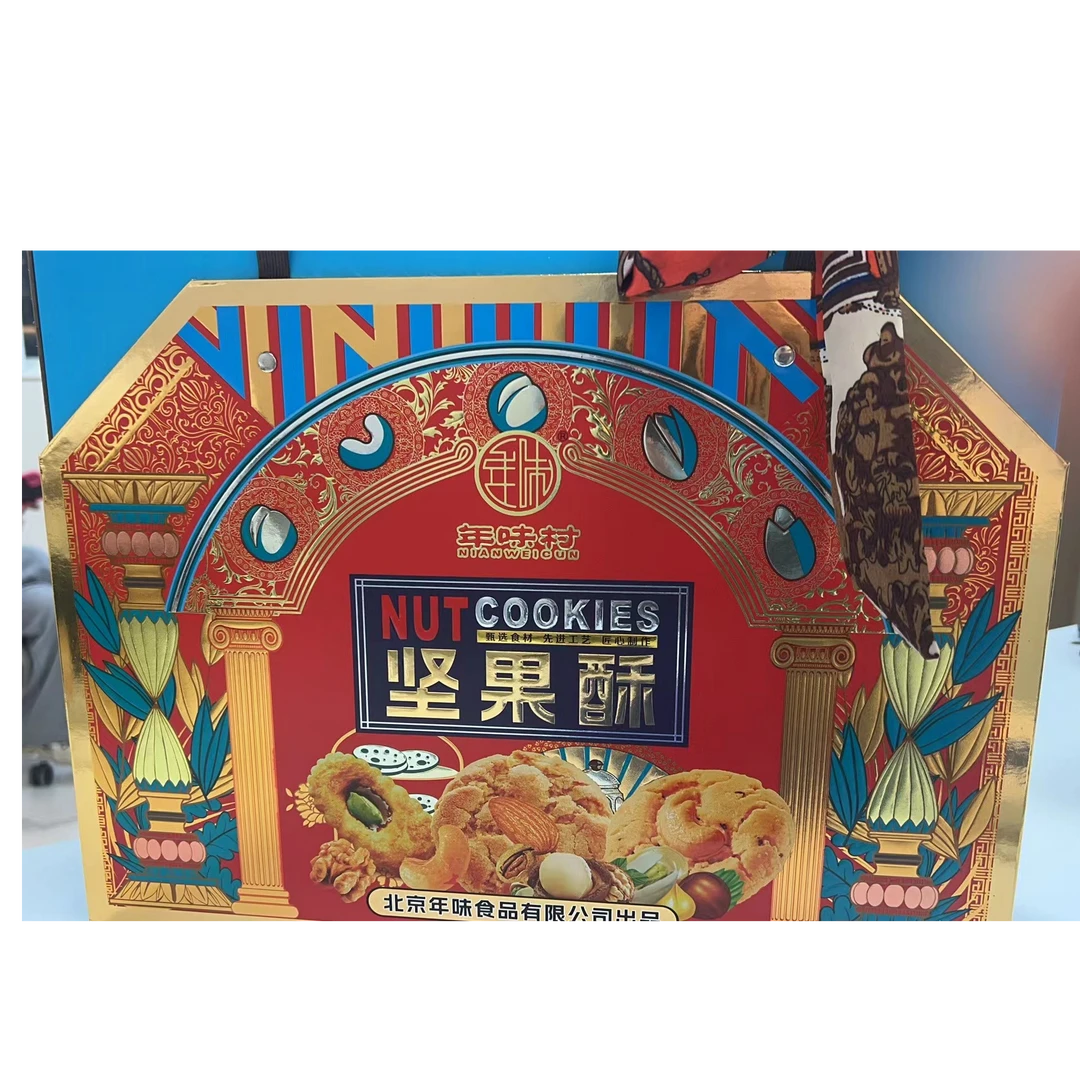 年味
®
年味村
NIANWEICUN
NUT COOKIES
甄选食材 先进工艺 匠心制作
坚果酥
北京年味食品有限公司出品